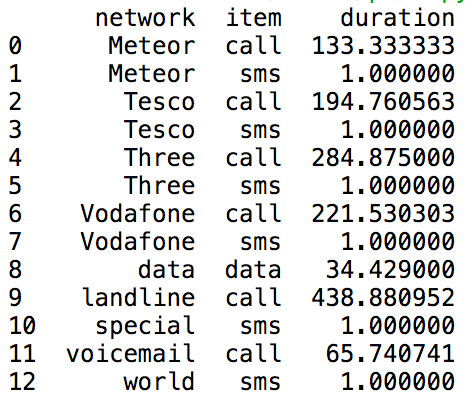 network item duration
0 Meteor call 133.333333
1 Meteor sms 1.000000
2 Tesco call 194.760563
3 Tesco sms 1.000000
4 Three call 284.875000
5 Three sms 1.000000
6 Vodafone call 221.530303
7 Vodafone sms 1.000000
8 data data 34.429000
9 landline call 438.880952
10 special sms 1.000000
11 voicemail call 65.740741
12 world sms 1.000000